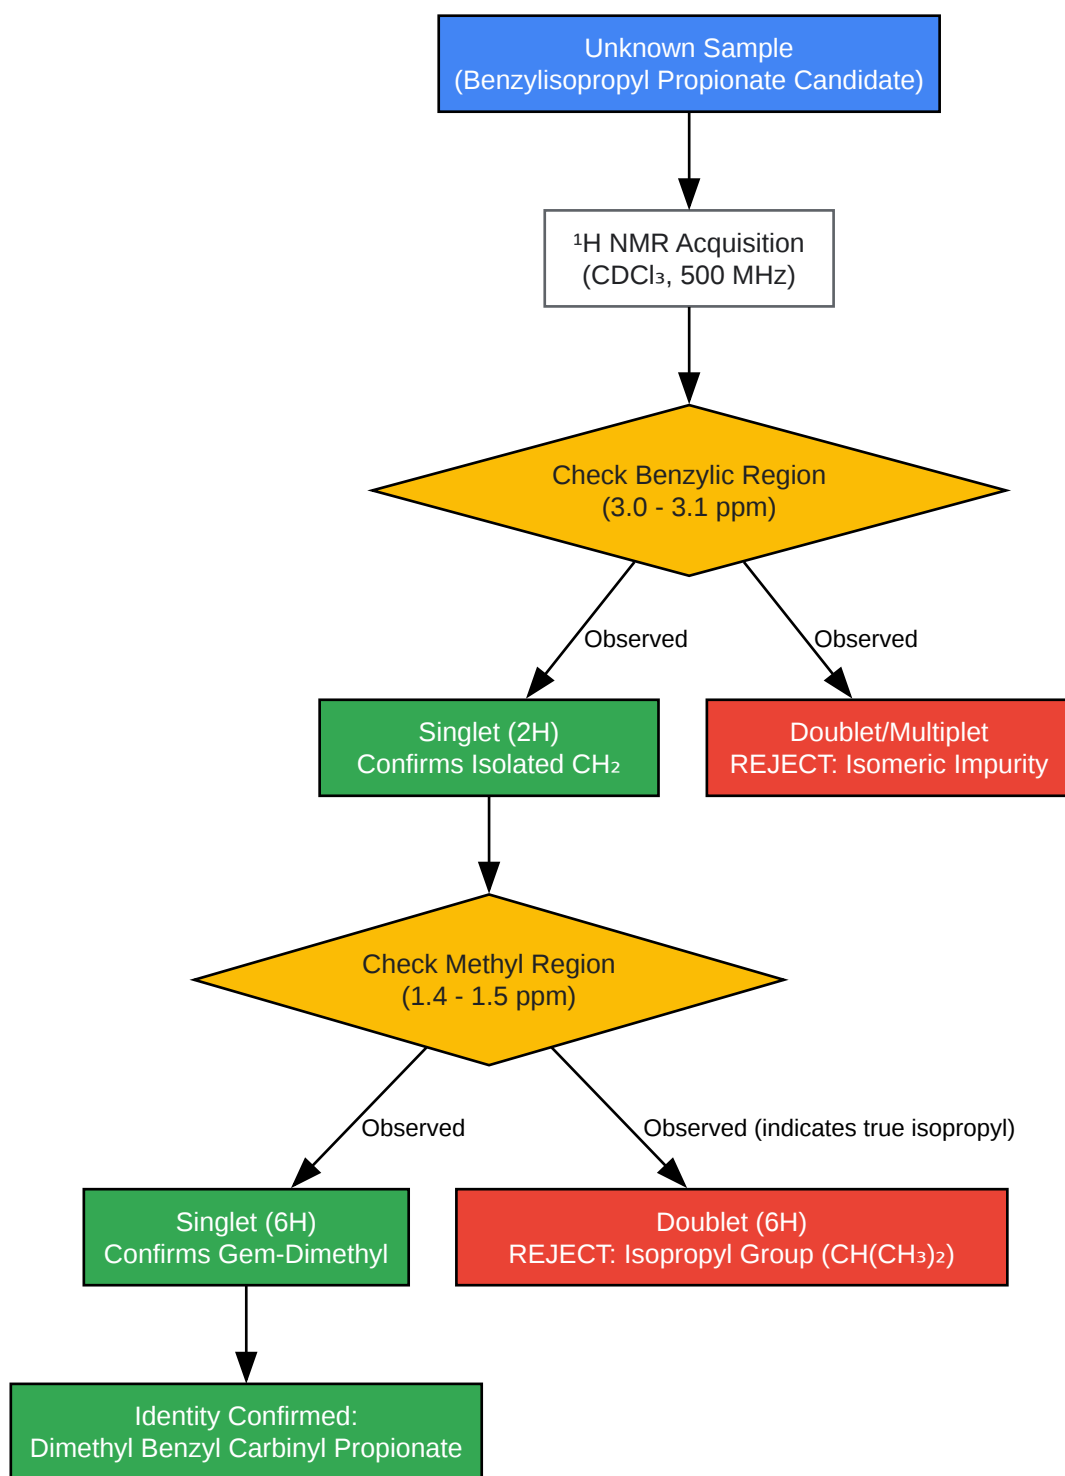 Unknown Sample
(Benzylisopropyl Propionate Candidate)
¹H NMR Acquisition
(CDCl₃, 500 MHz)
Check Benzylic Region
(3.0 - 3.1 ppm)
Observed
Observed
Singlet (2H)
Confirms Isolated CH₂
Doublet/Multiplet
REJECT: Isomeric Impurity
Check Methyl Region
(1.4 - 1.5 ppm)
Observed
Observed (indicates true isopropyl)
Singlet (6H)
Confirms Gem-Dimethyl
Doublet (6H)
REJECT: Isopropyl Group (CH(CH₃)₂)
Identity Confirmed:
Dimethyl Benzyl Carbinyl Propionate